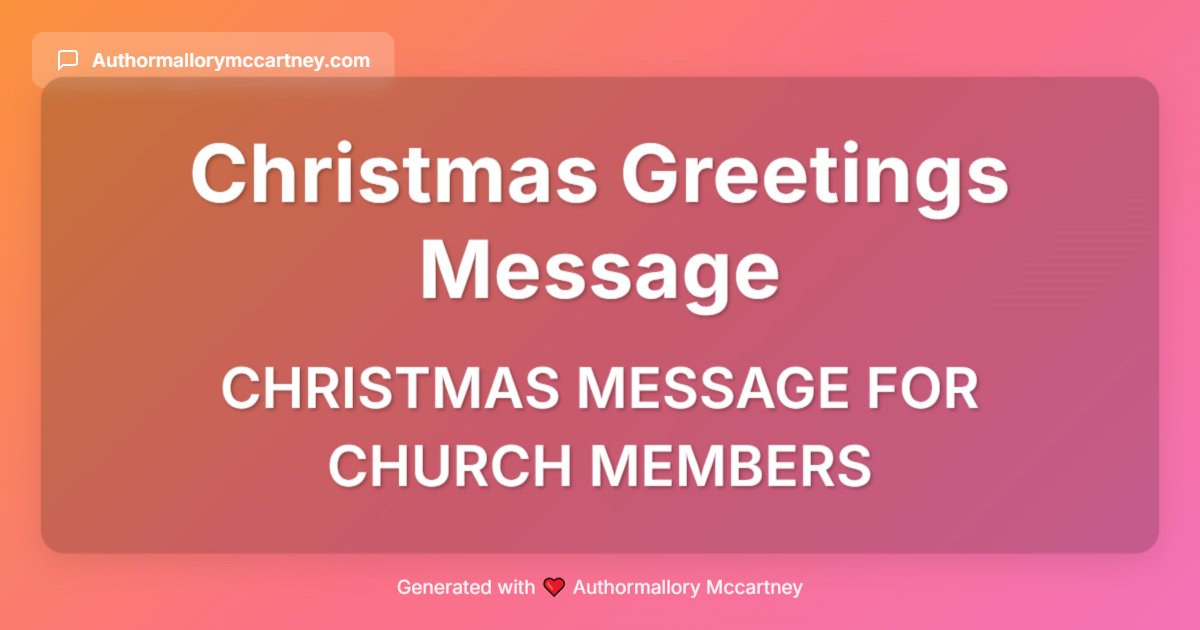 Authormallorymccartney.com
Christmas Greetings
Message
CHRISTMAS MESSAGE FOR
CHURCH MEMBERS
Generated with ❤️ Authormallory Mccartney